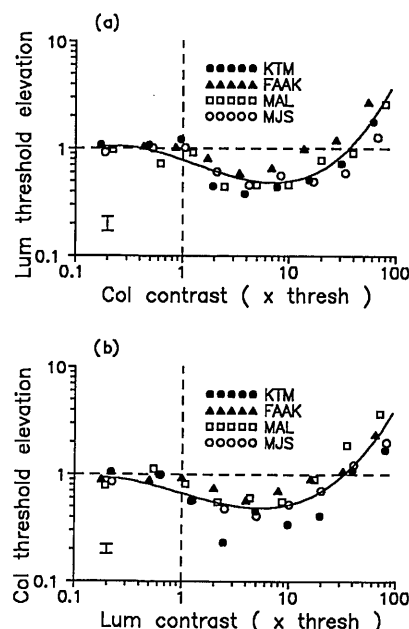 (a)
10
1
0.1
Lum threshold elevation
KTM
FAAK
MAL
MJS
0.1 1 10 100
Col contrast ( x thresh )
(b)
10
1
0.1
Col threshold elevation
KTM
FAAK
MAL
MJS
0.1 1 10 100
Lum contrast ( x thresh )